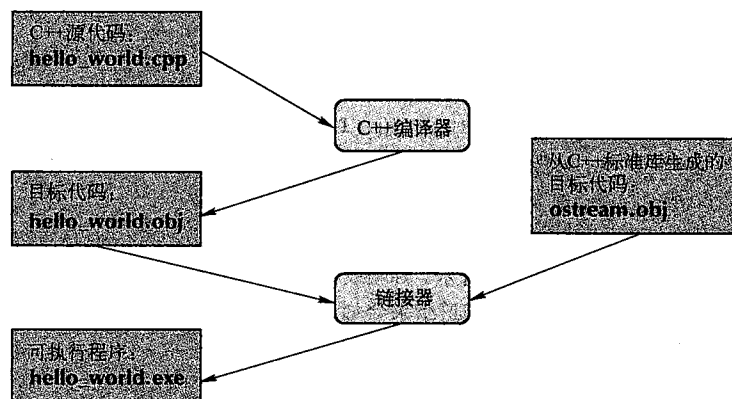 C++源代码：
hello_world.cpp
C++编译器
目标代码：
hello_world.obj
从C++标准库生成的
目标代码：
ostream.obj
链接器
可执行程序：
hello_world.exe